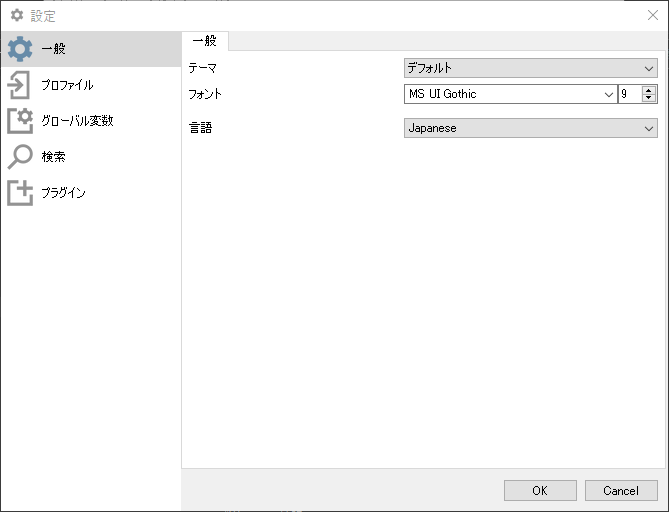 設定
一般
プロファイル
グローバル変数
検索
プラグイン
一般
テーマ デフォルト
フォント MS UI Gothic 9
言語 Japanese
OK Cancel